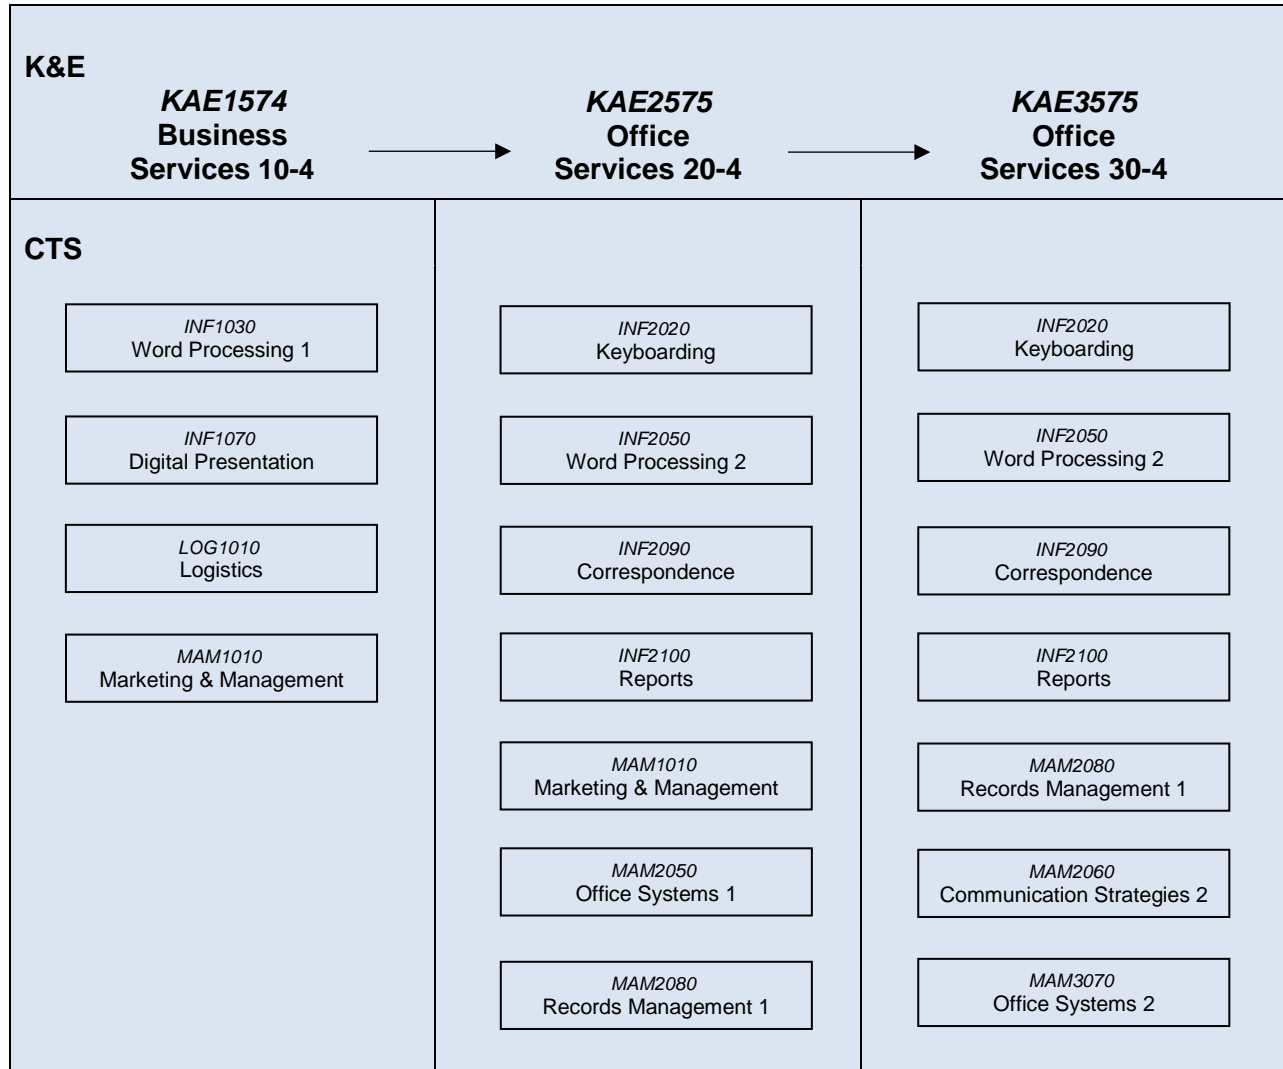 K&E
KAE1574
Business
Services 10-4
KAE2575
Office
Services 20-4
KAE3575
Office
Services 30-4
CTS
INF1030
Word Processing 1
INF1070
Digital Presentation
LOG1010
Logistics
MAM1010
Marketing & Management
INF2020
Keyboarding
INF2050
Word Processing 2
INF2090
Correspondence
INF2100
Reports
MAM1010
Marketing & Management
MAM2050
Office Systems 1
MAM2080
Records Management 1
INF2020
Keyboarding
INF2050
Word Processing 2
INF2090
Correspondence
INF2100
Reports
MAM2080
Records Management 1
MAM2060
Communication Strategies 2
MAM3070
Office Systems 2